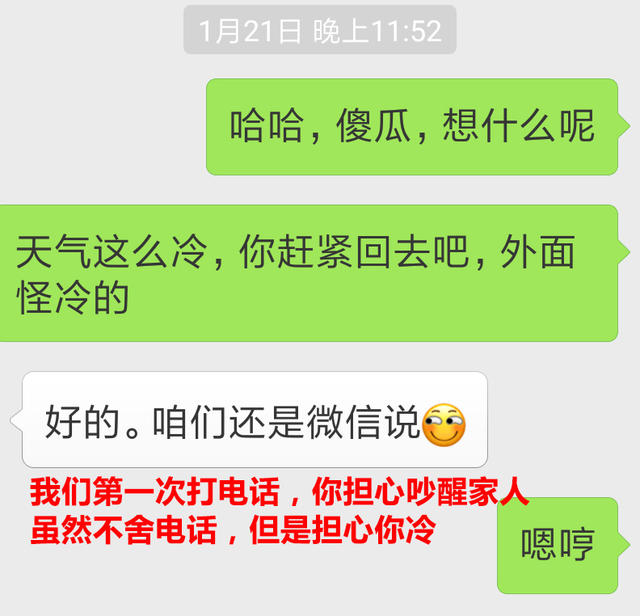 1月21日 晚上11:52
哈哈，傻瓜，想什么呢
天气这么冷，你赶紧回去吧，外面
怪冷的
好的。咱们还是微信说
我们第一次打电话，你担心吵醒家人
虽然不舍电话，但是担心你冷
嗯哼